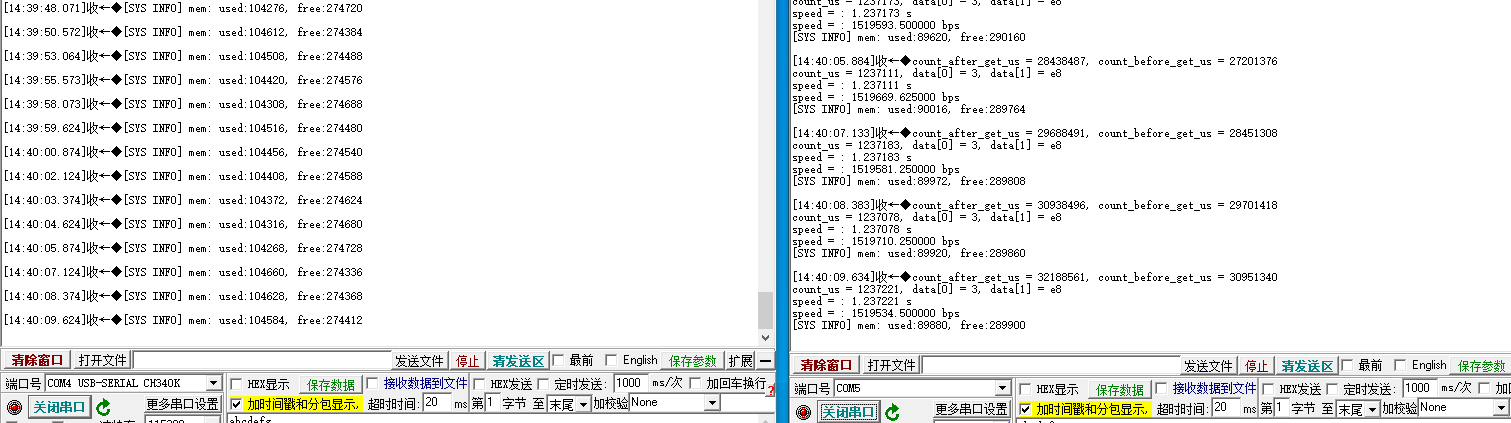 [14:39:48.071]收←◆[SYS INFO] mem: used:104276, free:274720
[14:39:50.572]收←◆[SYS INFO] mem: used:104612, free:274384
[14:39:53.064]收←◆[SYS INFO] mem: used:104508, free:274488
[14:39:55.573]收←◆[SYS INFO] mem: used:104420, free:274576
[14:39:58.073]收←◆[SYS INFO] mem: used:104308, free:274688
[14:39:59.624]收←◆[SYS INFO] mem: used:104516, free:274480
[14:40:00.874]收←◆[SYS INFO] mem: used:104456, free:274540
[14:40:02.124]收←◆[SYS INFO] mem: used:104408, free:274588
[14:40:03.374]收←◆[SYS INFO] mem: used:104372, free:274624
[14:40:04.624]收←◆[SYS INFO] mem: used:104316, free:274680
[14:40:05.874]收←◆[SYS INFO] mem: used:104268, free:274728
[14:40:07.124]收←◆[SYS INFO] mem: used:104660, free:274336
[14:40:08.374]收←◆[SYS INFO] mem: used:104628, free:274368
[14:40:09.624]收←◆[SYS INFO] mem: used:104584, free:274412
清除窗口 打开文件 发送文件 停止 清发送区 最前 English 保存参数 扩展 —
端口号 COM4 USB-SERIAL CH340K HEX显示 保存数据 接收数据到文件 HEX发送 定时发送: 1000 ms/次 加回车换行
关闭串口 更多串口设置 加时间戳和分包显示, 超时时间: 20 ms 第 1 字节 至 末尾 加校验 None
115200 abcdefg
count_us = 1237173, data[0] = 3, data[1] = e8
speed = : 1.237173 s
speed = : 1519593.500000 bps
[SYS INFO] mem: used:89620, free:290160
[14:40:05.884]收←◆count_after_get_us = 28438487, count_before_get_us = 27201376
count_us = 1237111, data[0] = 3, data[1] = e8
speed = : 1.237111 s
speed = : 1519669.625000 bps
[SYS INFO] mem: used:90016, free:289764
[14:40:07.133]收←◆count_after_get_us = 29688491, count_before_get_us = 28451308
count_us = 1237183, data[0] = 3, data[1] = e8
speed = : 1.237183 s
speed = : 1519581.250000 bps
[SYS INFO] mem: used:89972, free:289808
[14:40:08.383]收←◆count_after_get_us = 30938496, count_before_get_us = 29701418
count_us = 1237078, data[0] = 3, data[1] = e8
speed = : 1.237078 s
speed = : 1519710.250000 bps
[SYS INFO] mem: used:89920, free:289860
[14:40:09.634]收←◆count_after_get_us = 32188561, count_before_get_us = 30951340
count_us = 1237221, data[0] = 3, data[1] = e8
speed = : 1.237221 s
speed = : 1519534.500000 bps
[SYS INFO] mem: used:89880, free:289900
清除窗口 打开文件 发送文件 停止 清发送区 最前 English 保存参数
端口号 COM5 HEX显示 保存数据 接收数据到文件 HEX发送 定时发送: 1000 ms/次 加回
关闭串口 更多串口设置 加时间戳和分包显示, 超时时间: 20 ms 第 1 字节 至 末尾 加校验 None